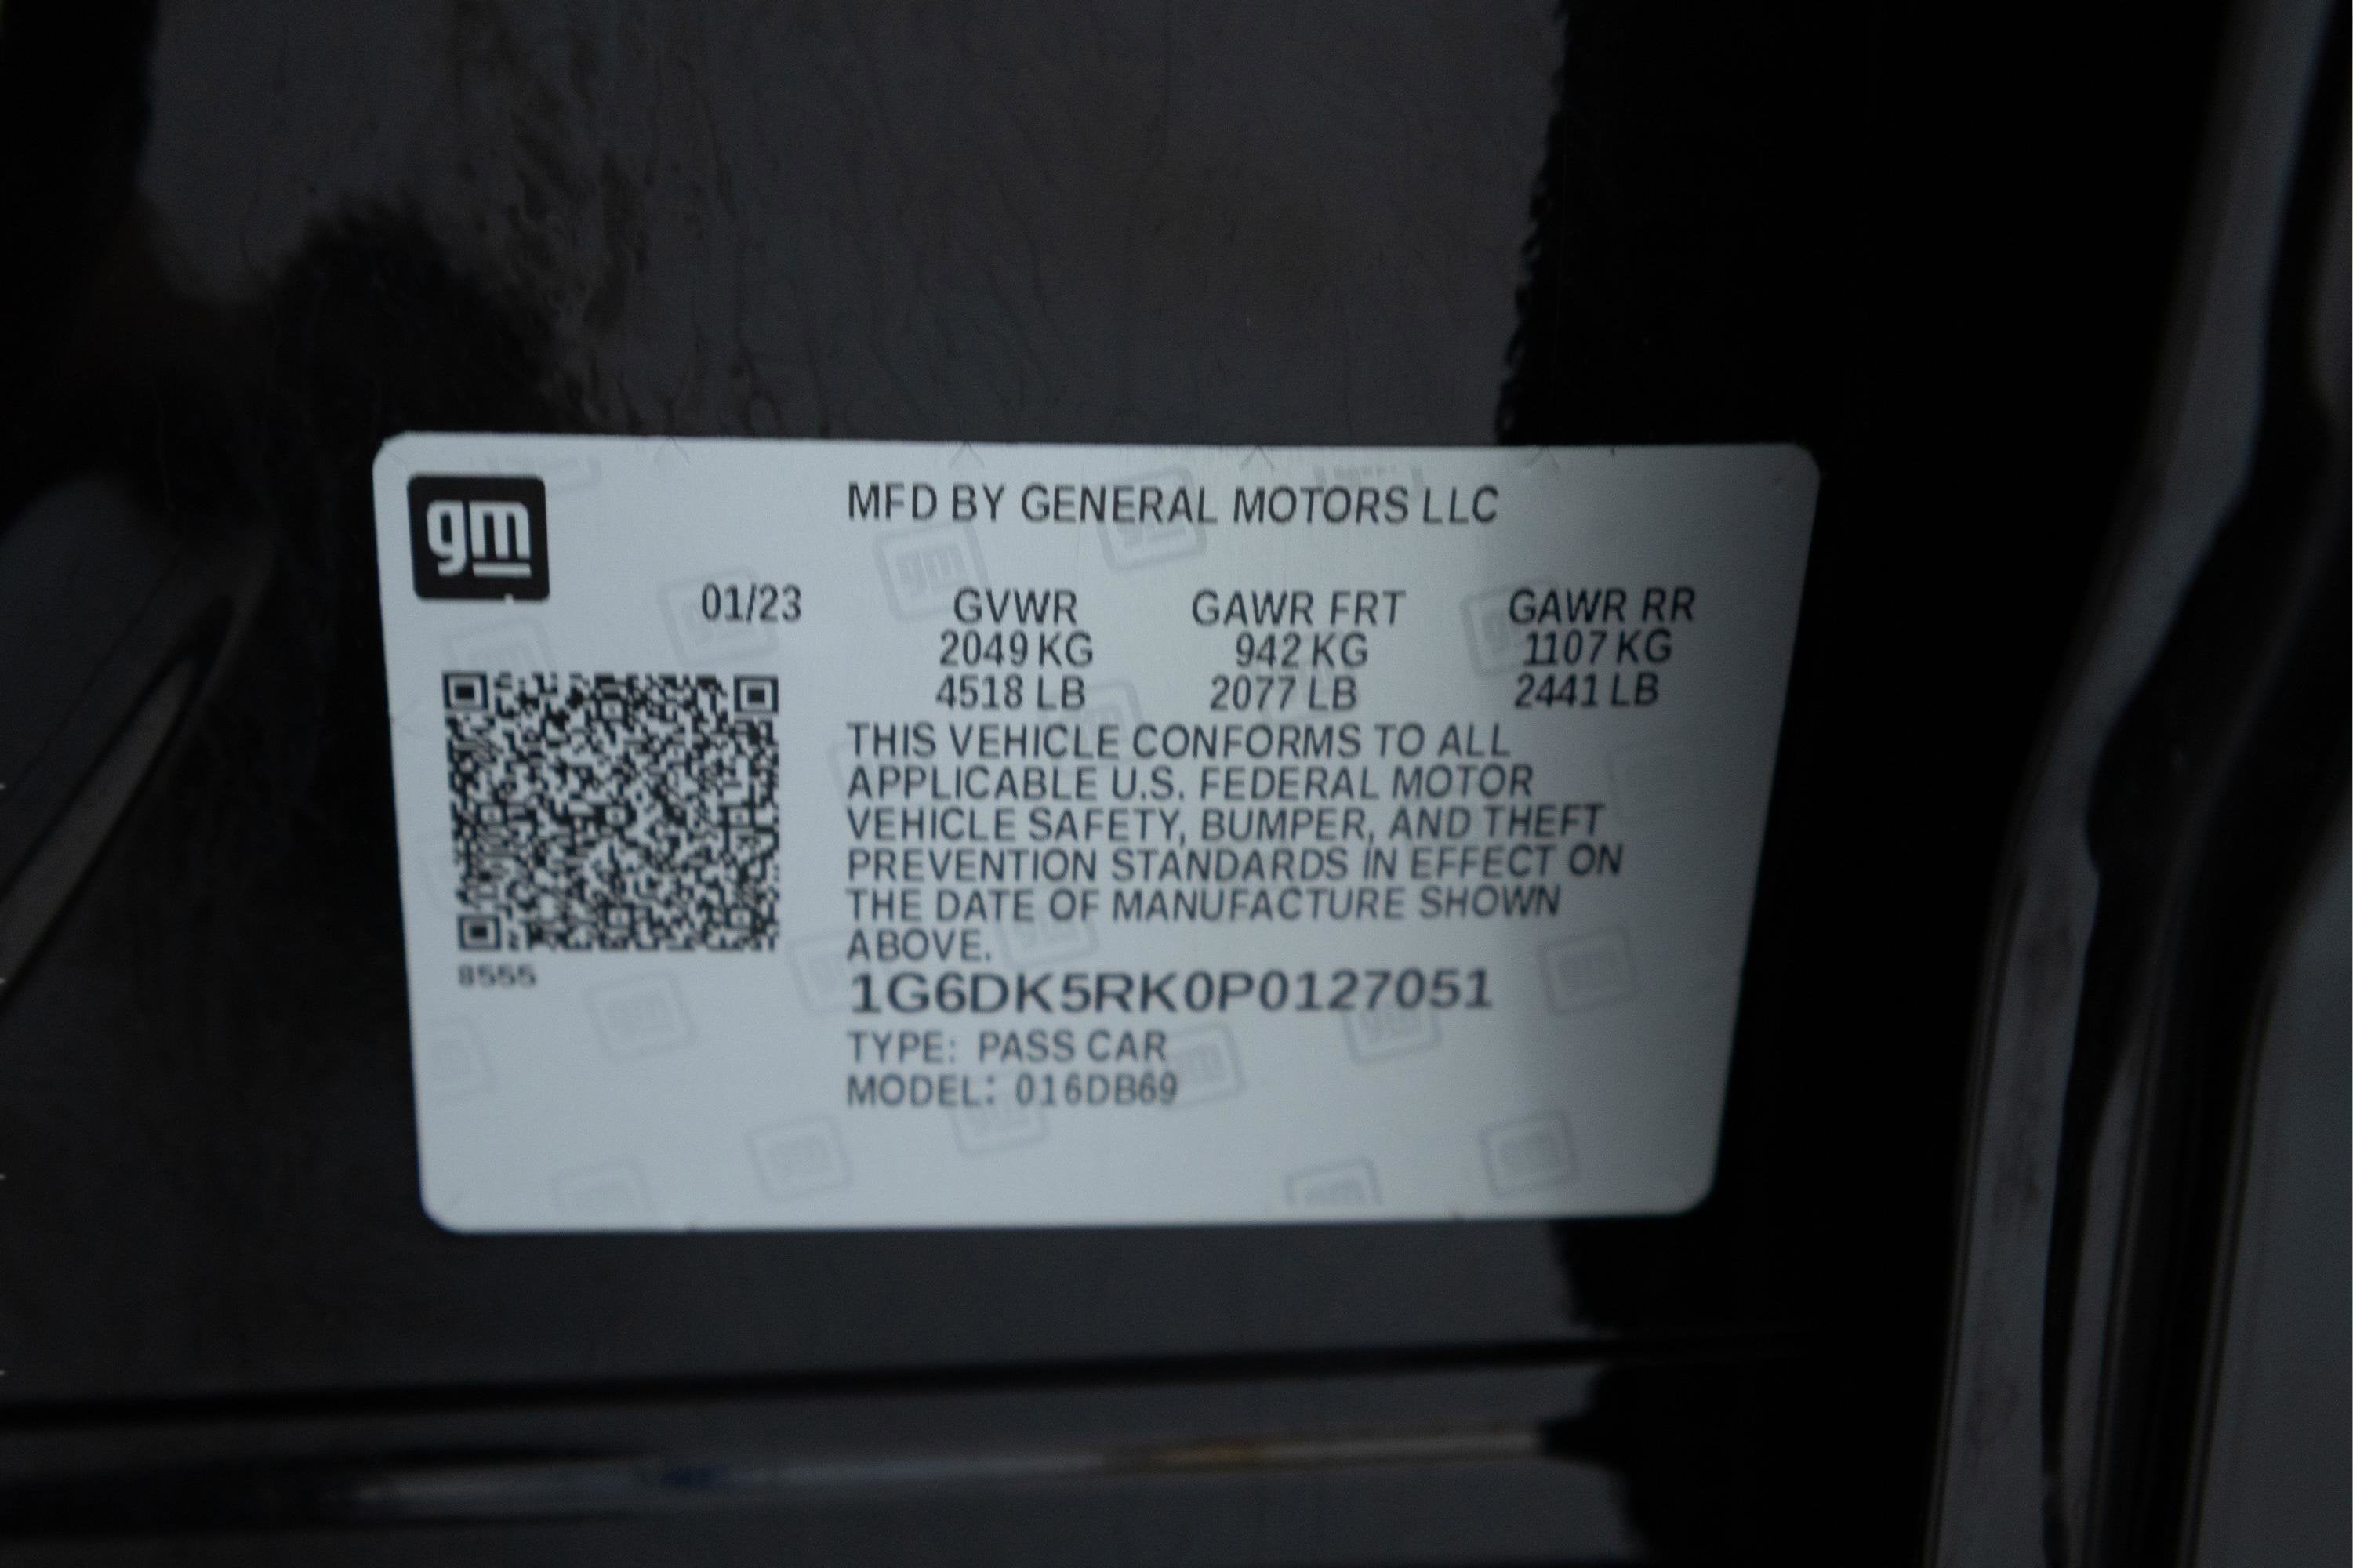 gm
MFD BY GENERAL MOTORS LLC
01/23 GVWR GAWR FRT GAWR RR
2049 KG 942 KG 1107 KG
4518 LB 2077 LB 2441 LB
THIS VEHICLE CONFORMS TO ALL
APPLICABLE U.S. FEDERAL MOTOR
VEHICLE SAFETY, BUMPER, AND THEFT
PREVENTION STANDARDS IN EFFECT ON
THE DATE OF MANUFACTURE SHOWN
ABOVE.
8555
1G6DK5RK0P0127051
TYPE: PASS CAR
MODEL: 016DB69